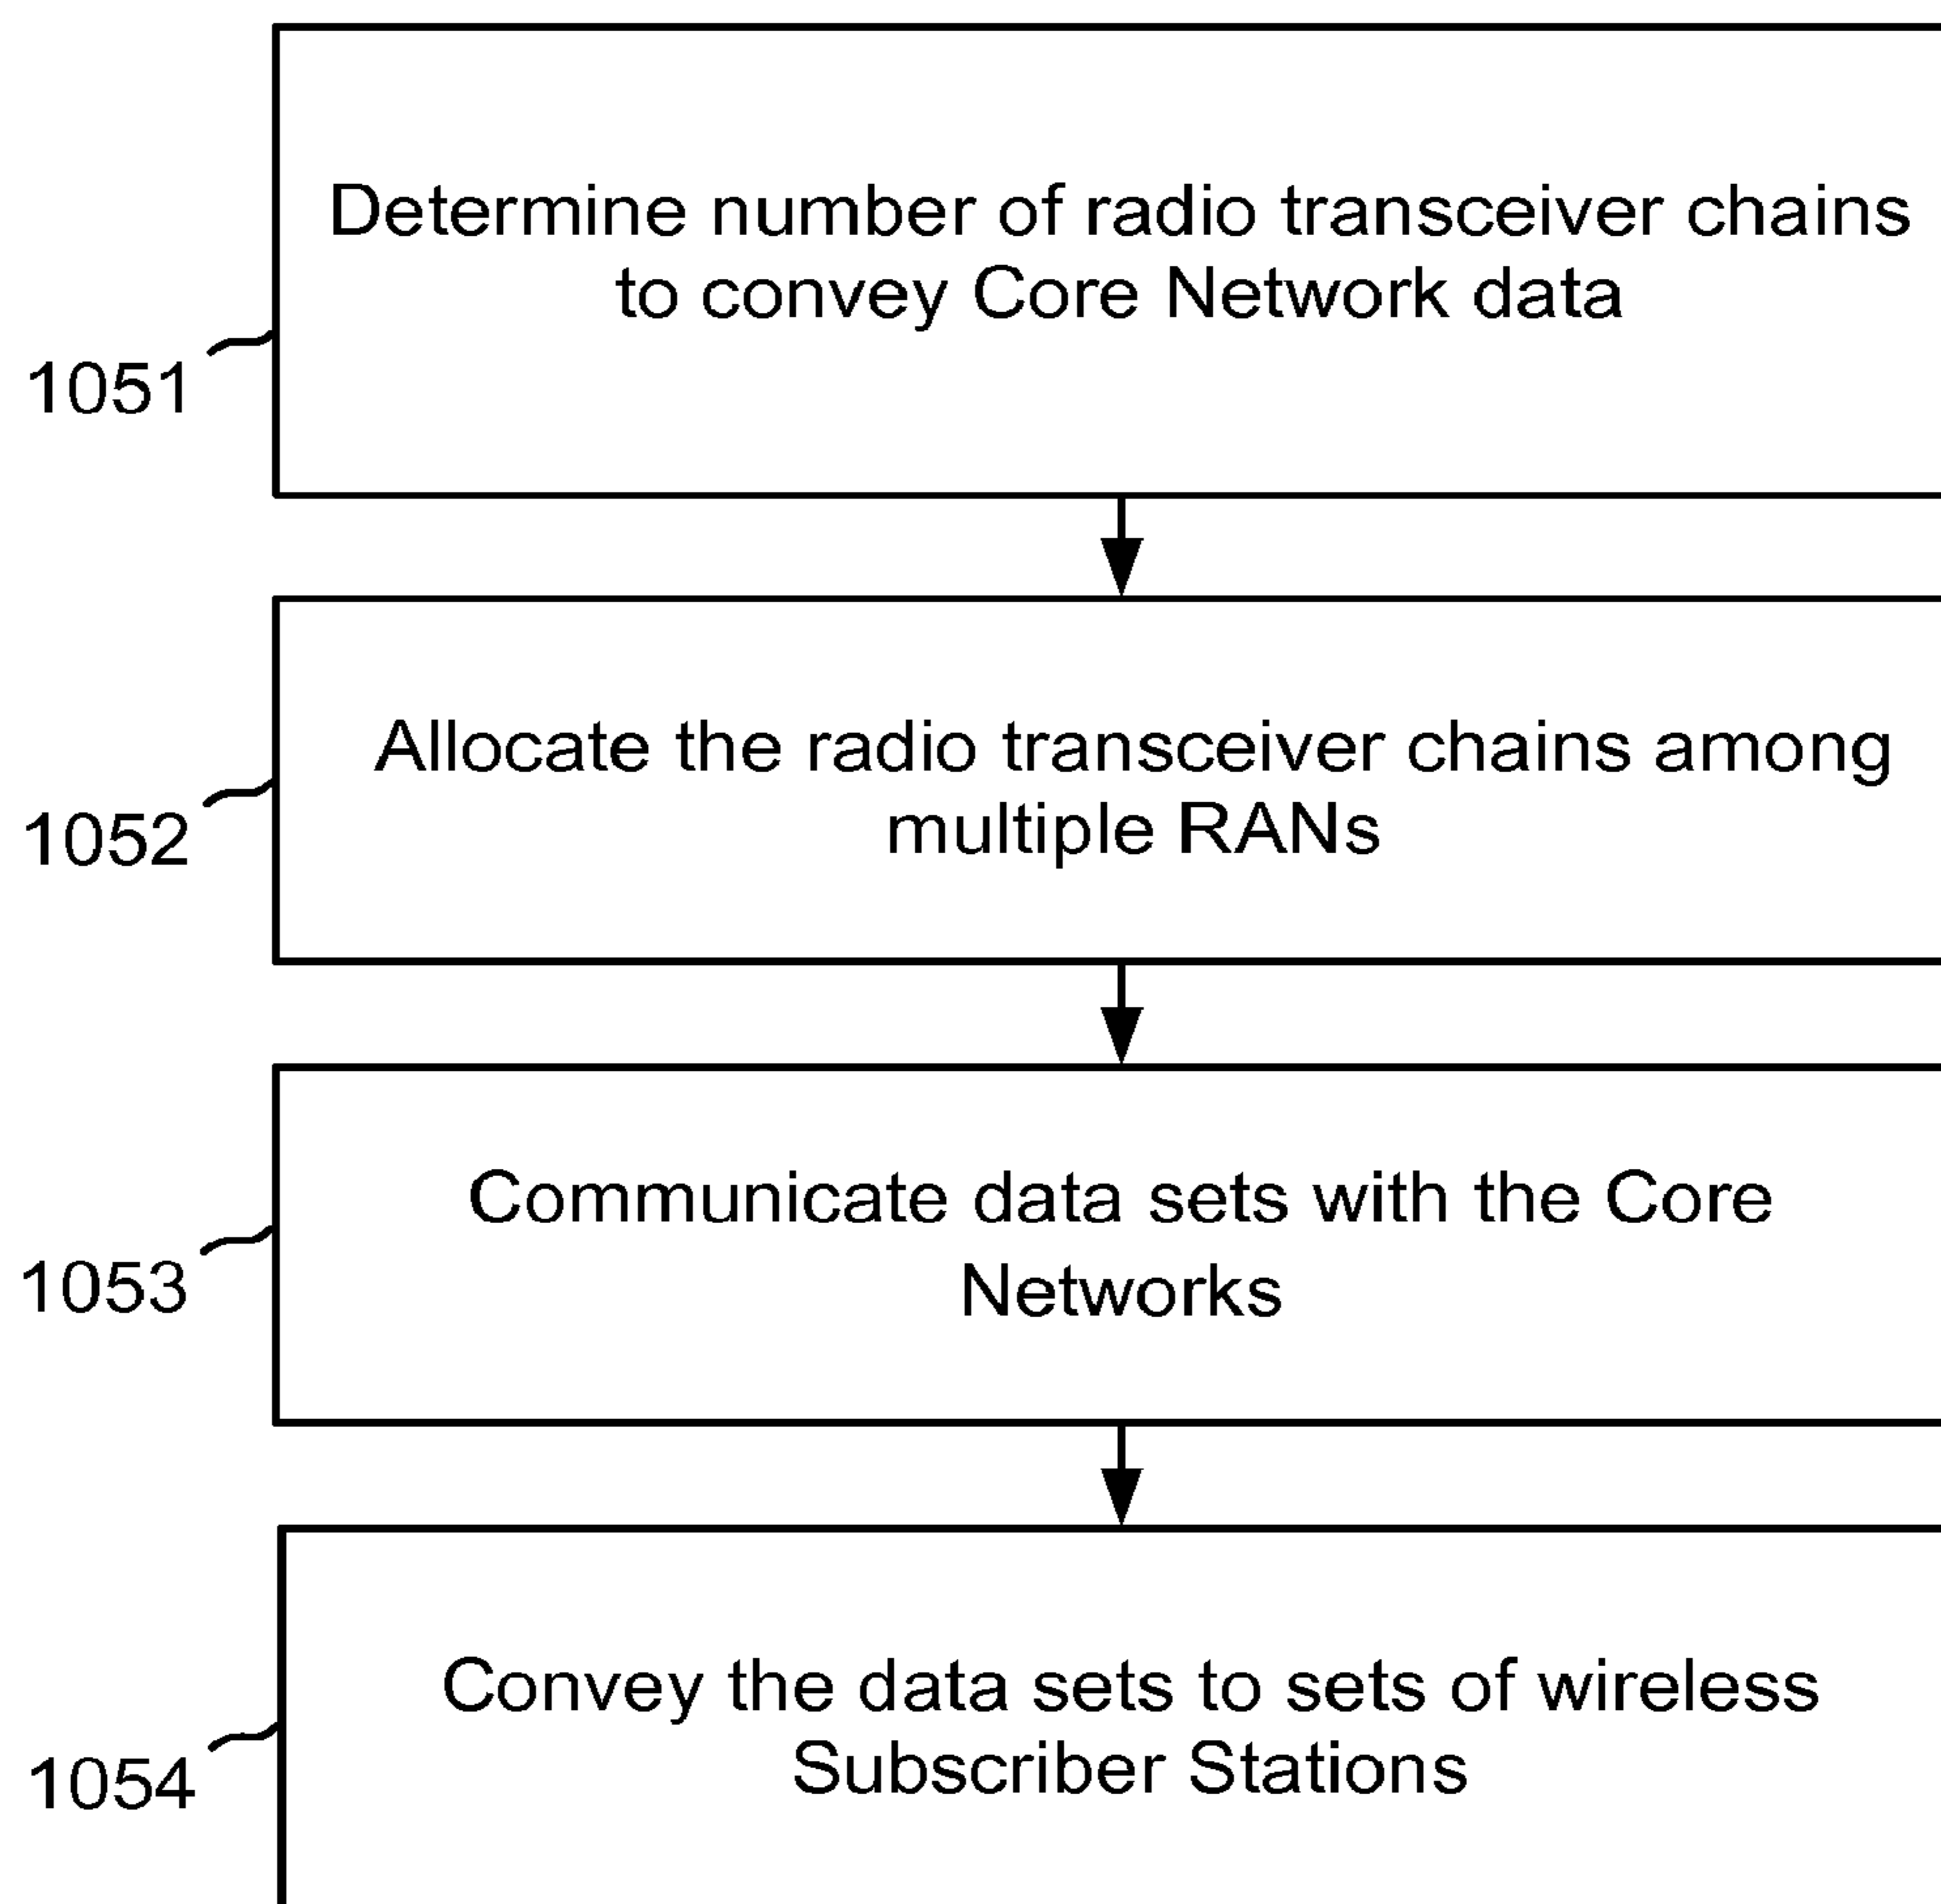 Determine number of radio transceiver chains
to convey Core Network data
1051
Allocate the radio transceiver chains among
multiple RANs
1052
Communicate data sets with the Core
Networks
1053
Convey the data sets to sets of wireless
Subscriber Stations
1054